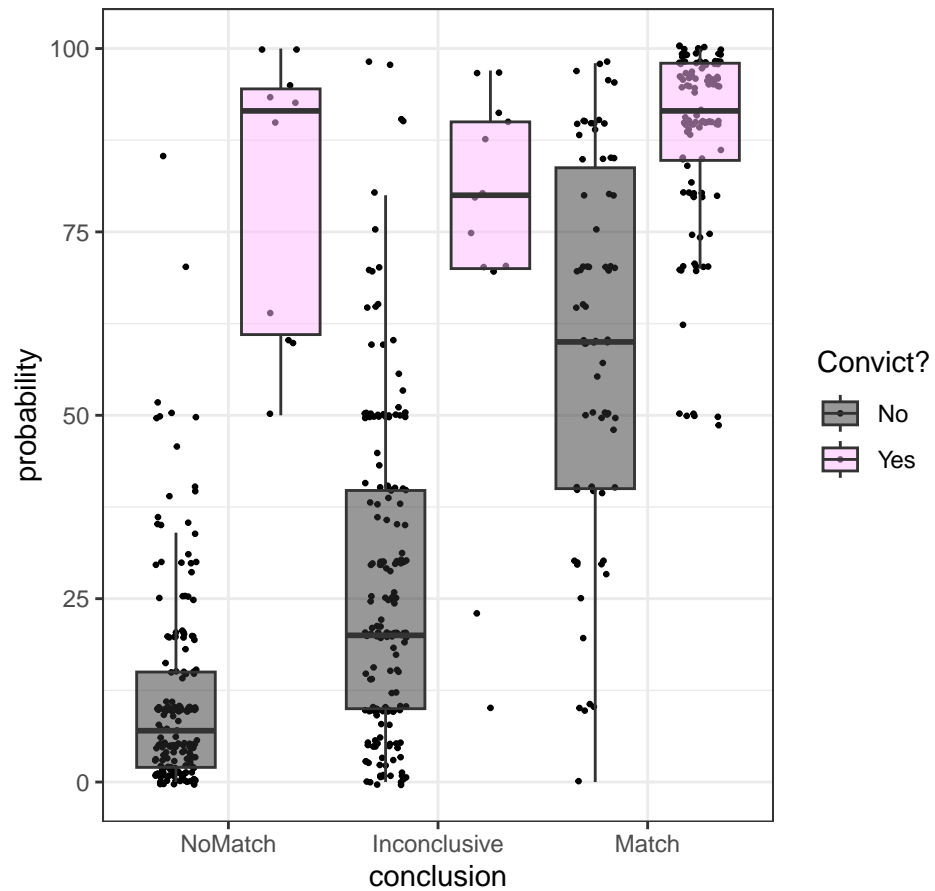 100
75
50
25
0
probability
NoMatch
Inconclusive
Match
conclusion
Convict?
No
Yes